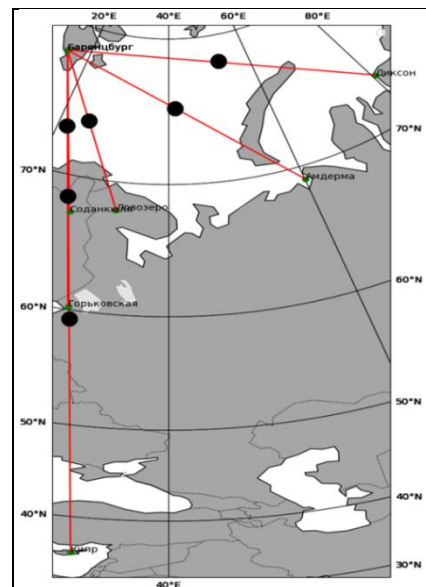 20°E 40°E 60°E 80°E
Баренцбург
Диксон
70°N
70°N
Амдерма
Соданкюля
Ловозеро
60°N
60°N
Горьковская
50°N
50°N
40°N
40°N
Кипр
30°N
40°E